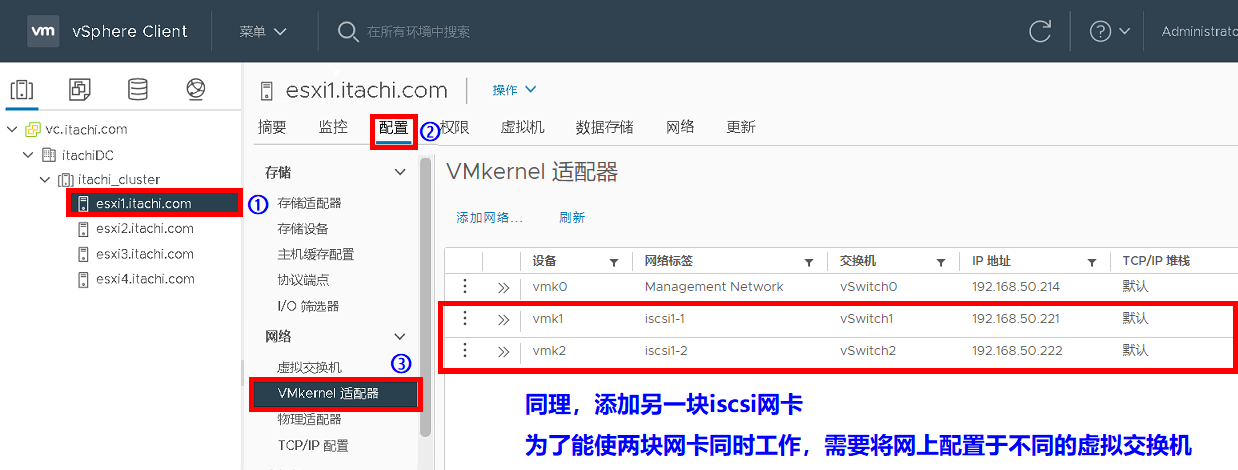 vm vSphere Client 菜单 在所有环境中搜索 Administrato
vc.itachi.com
itachiDC
itachi_cluster
esxi1.itachi.com ①
esxi2.itachi.com
esxi3.itachi.com
esxi4.itachi.com
esxi1.itachi.com 操作
摘要 监控 配置 ② 权限 虚拟机 数据存储 网络 更新
存储
存储适配器
存储设备
主机缓存配置
协议端点
I/O 筛选器
网络
虚拟交换机 ③
VMkernel 适配器
物理适配器
TCP/IP 配置
VMkernel 适配器
添加网络... 刷新
设备 网络标签 交换机 IP 地址 TCP/IP 堆栈
vmk0 Management Network vSwitch0 192.168.50.214 默认
vmk1 iscsi1-1 vSwitch1 192.168.50.221 默认
vmk2 iscsi1-2 vSwitch2 192.168.50.222 默认
同理，添加另一块iscsi网卡
为了能使两块网卡同时工作，需要将网上配置于不同的虚拟交换机